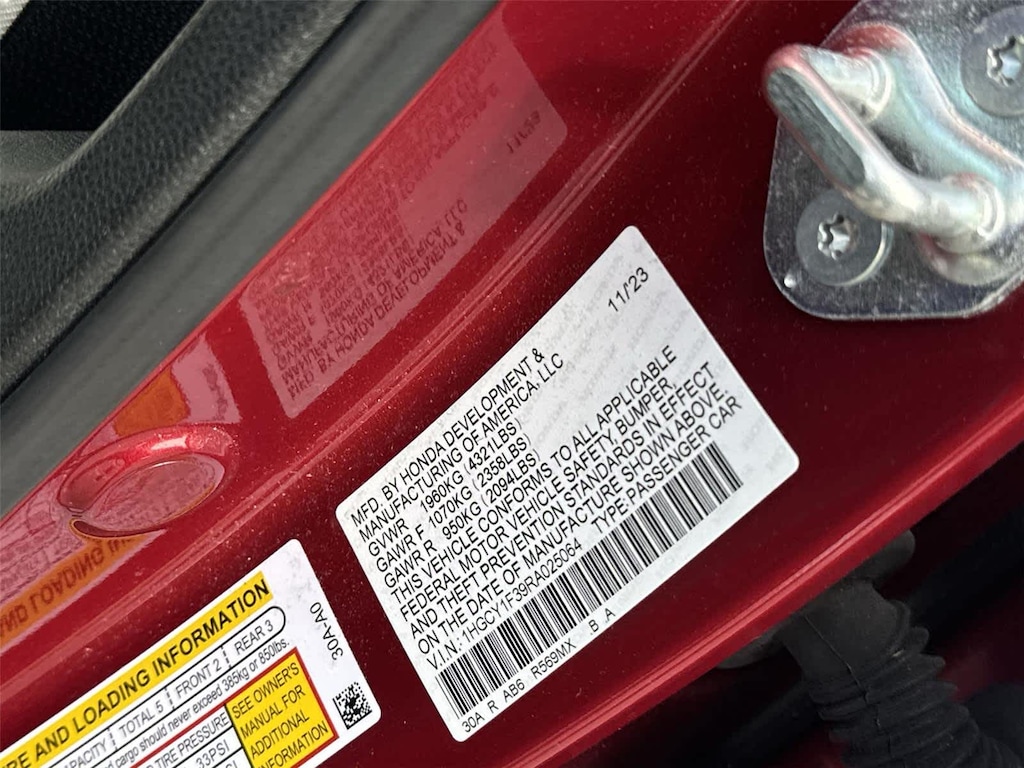 11/'23
MFD. BY HONDA DEVELOPMENT &
MANUFACTURING OF AMERICA, LLC
GVWR 1960KG (4321LBS)
GAWR F 1070KG (2358LBS)
GAWR R 950KG (2094LBS)
THIS VEHICLE CONFORMS TO ALL APPLICABLE
FEDERAL MOTOR VEHICLE SAFETY, BUMPER,
AND THEFT PREVENTION STANDARDS IN EFFECT
ON THE DATE OF MANUFACTURE SHOWN ABOVE.
V.I.N.:1HGCY1F39RA025064 TYPE:PASSENGER CAR
30A R AB6 R569MX .B .A
AND LOADING INFORMATION
TOTAL 5 FRONT 2 REAR 3
cargo should never exceed 385kg or 850lbs.
TIRE PRESSURE
33PSI
SEE OWNER'S
MANUAL FOR
ADDITIONAL
INFORMATION
30A-A0